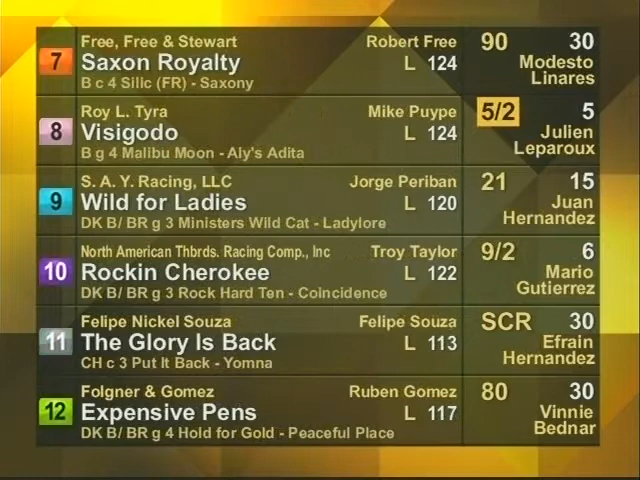 7 Free, Free & Stewart Robert Free 90 30
Saxon Royalty L 124 Modesto Linares
B c 4 Silic (FR) - Saxony
8 Roy L. Tyra Mike Puype 5/2 5
Visigodo L 124 Julien Leparoux
B g 4 Malibu Moon - Aly's Adita
9 S. A. Y. Racing, LLC Jorge Periban 21 15
Wild for Ladies L 120 Juan Hernandez
DK B/ BR g 3 Ministers Wild Cat - Ladylore
10 North American Thbrds. Racing Comp., Inc Troy Taylor 9/2 6
Rockin Cherokee L 122 Mario Gutierrez
DK B/ BR g 3 Rock Hard Ten - Coincidence
11 Felipe Nickel Souza Felipe Souza SCR 30
The Glory Is Back L 113 Efrain Hernandez
CH c 3 Put It Back - Yomna
12 Folgner & Gomez Ruben Gomez 80 30
Expensive Pens L 117 Vinnie Bednar
DK B/ BR g 4 Hold for Gold - Peaceful Place